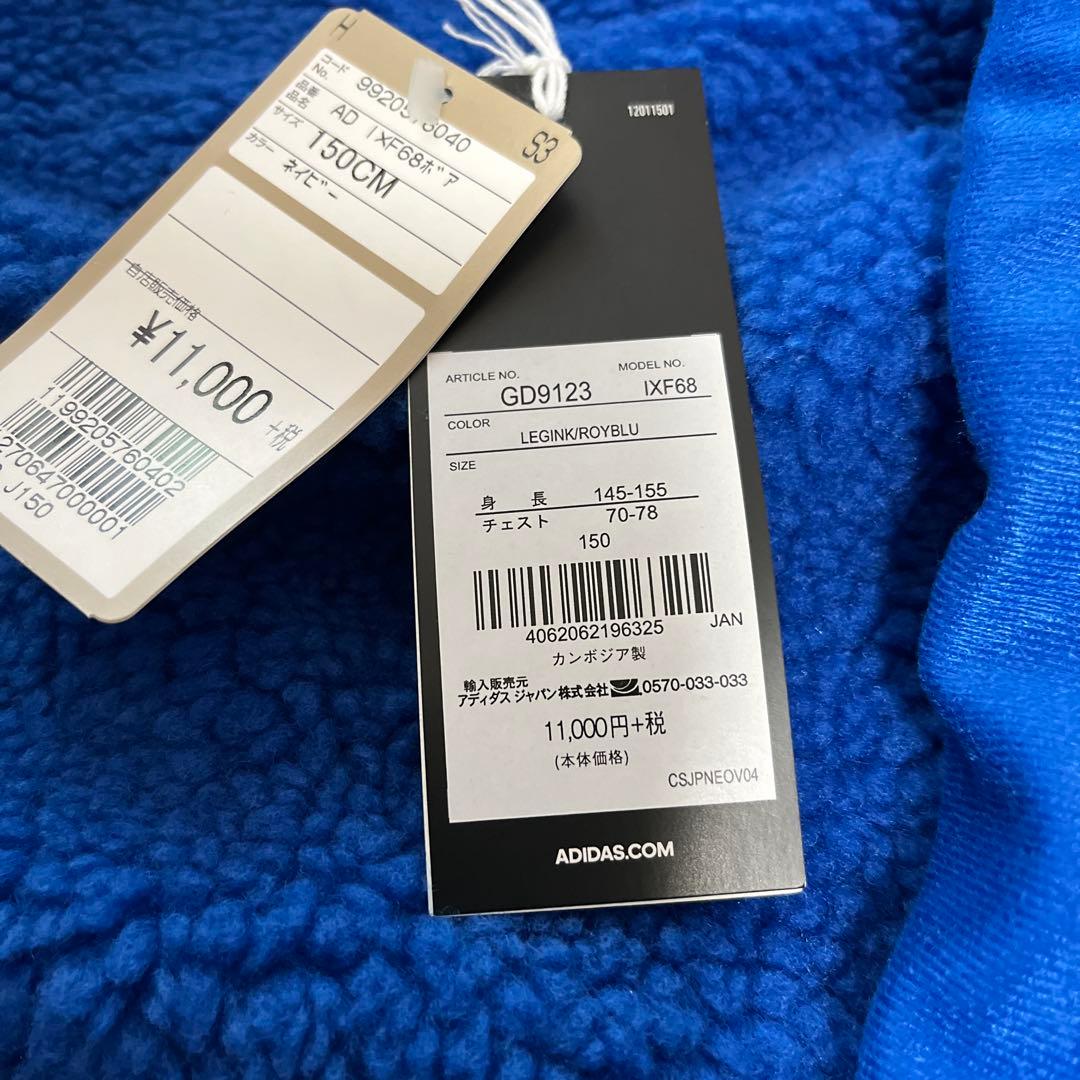 H
S3
コード No. 9920576040
品番
品名 AD IXF68ボア
サイズ 150CM
カラー ネイビー
自店販売価格
¥11,000 +税
1199205760402
270647000001
J150
12011501
ARTICLE NO. GD9123 MODEL NO. IXF68
COLOR
LEGINK/ROYBLU
SIZE
身 長 145-155
チェスト 70-78
150
4062062196325 JAN
カンボジア製
輸入販売元
アディダス ジャパン株式会社 0570-033-033
11,000円+税
(本体価格)
CSJPNEOV04
ADIDAS.COM